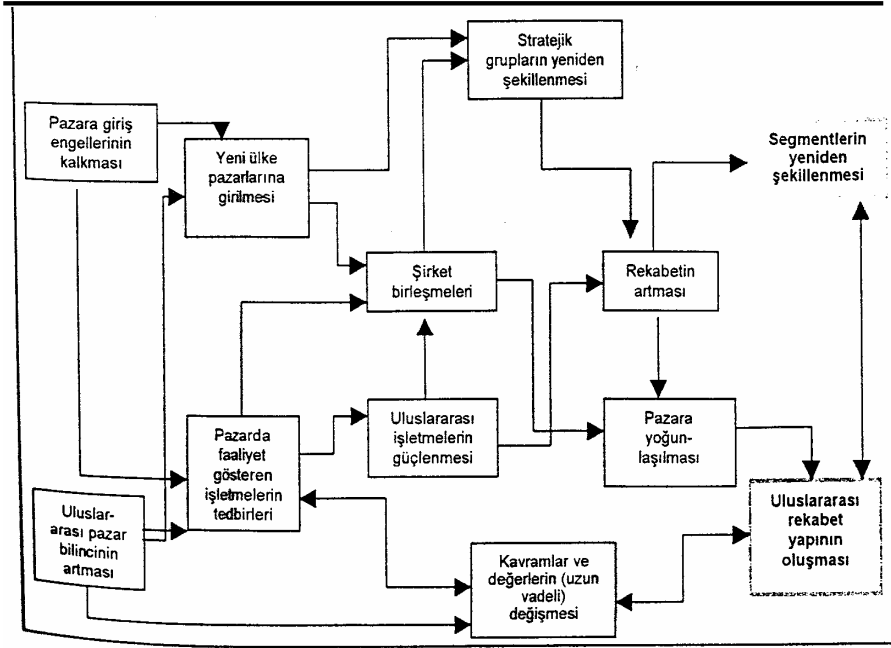 Stratejik
grupların yeniden
şekillenmesi
Pazara giriş
engellerinin
kalkması
Yeni ülke
pazarlarına
girilmesi
Segmentlerin
yeniden
şekillenmesi
Şirket
birleşmeleri
Rekabetin
artması
Pazarda
faaliyet
gösteren
işletmelerin
tedbirleri
Uluslararası
işletmelerin
güçlenmesi
Pazara
yoğun-
laşılması
Uluslar-
arası pazar
bilincinin
artması
Uluslararası
rekabet
yapının
oluşması
Kavramlar ve
değerlerin (uzun
vadeli)
değişmesi